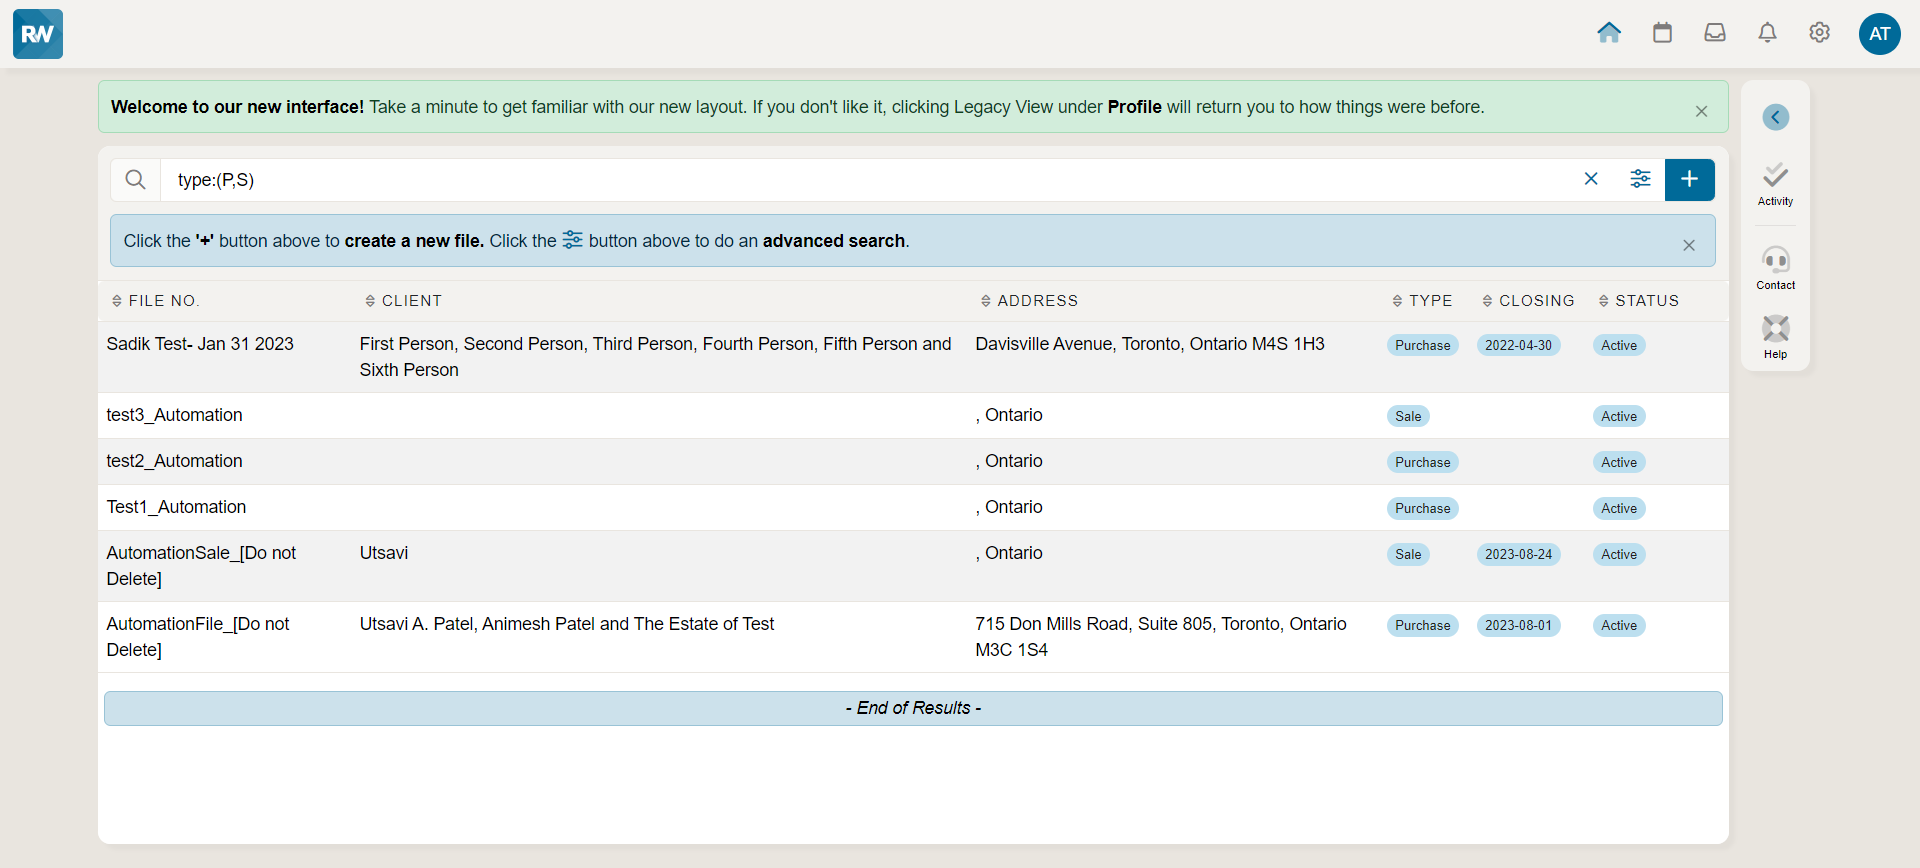 RW
AT
Welcome to our new interface! Take a minute to get familiar with our new layout. If you don't like it, clicking Legacy View under Profile will return you to how things were before.
type:(P,S)
Click the '+' button above to create a new file. Click the button above to do an advanced search.
FILE NO. CLIENT ADDRESS TYPE CLOSING STATUS
Sadik Test- Jan 31 2023 First Person, Second Person, Third Person, Fourth Person, Fifth Person and Davisville Avenue, Toronto, Ontario M4S 1H3 Purchase 2022-04-30 Active
Sixth Person
test3_Automation , Ontario Sale Active
test2_Automation , Ontario Purchase Active
Test1_Automation , Ontario Purchase Active
AutomationSale_[Do not Utsavi , Ontario Sale 2023-08-24 Active
Delete]
AutomationFile_[Do not Utsavi A. Patel, Animesh Patel and The Estate of Test 715 Don Mills Road, Suite 805, Toronto, Ontario Purchase 2023-08-01 Active
Delete] M3C 1S4
- End of Results -
Activity
Contact
Help